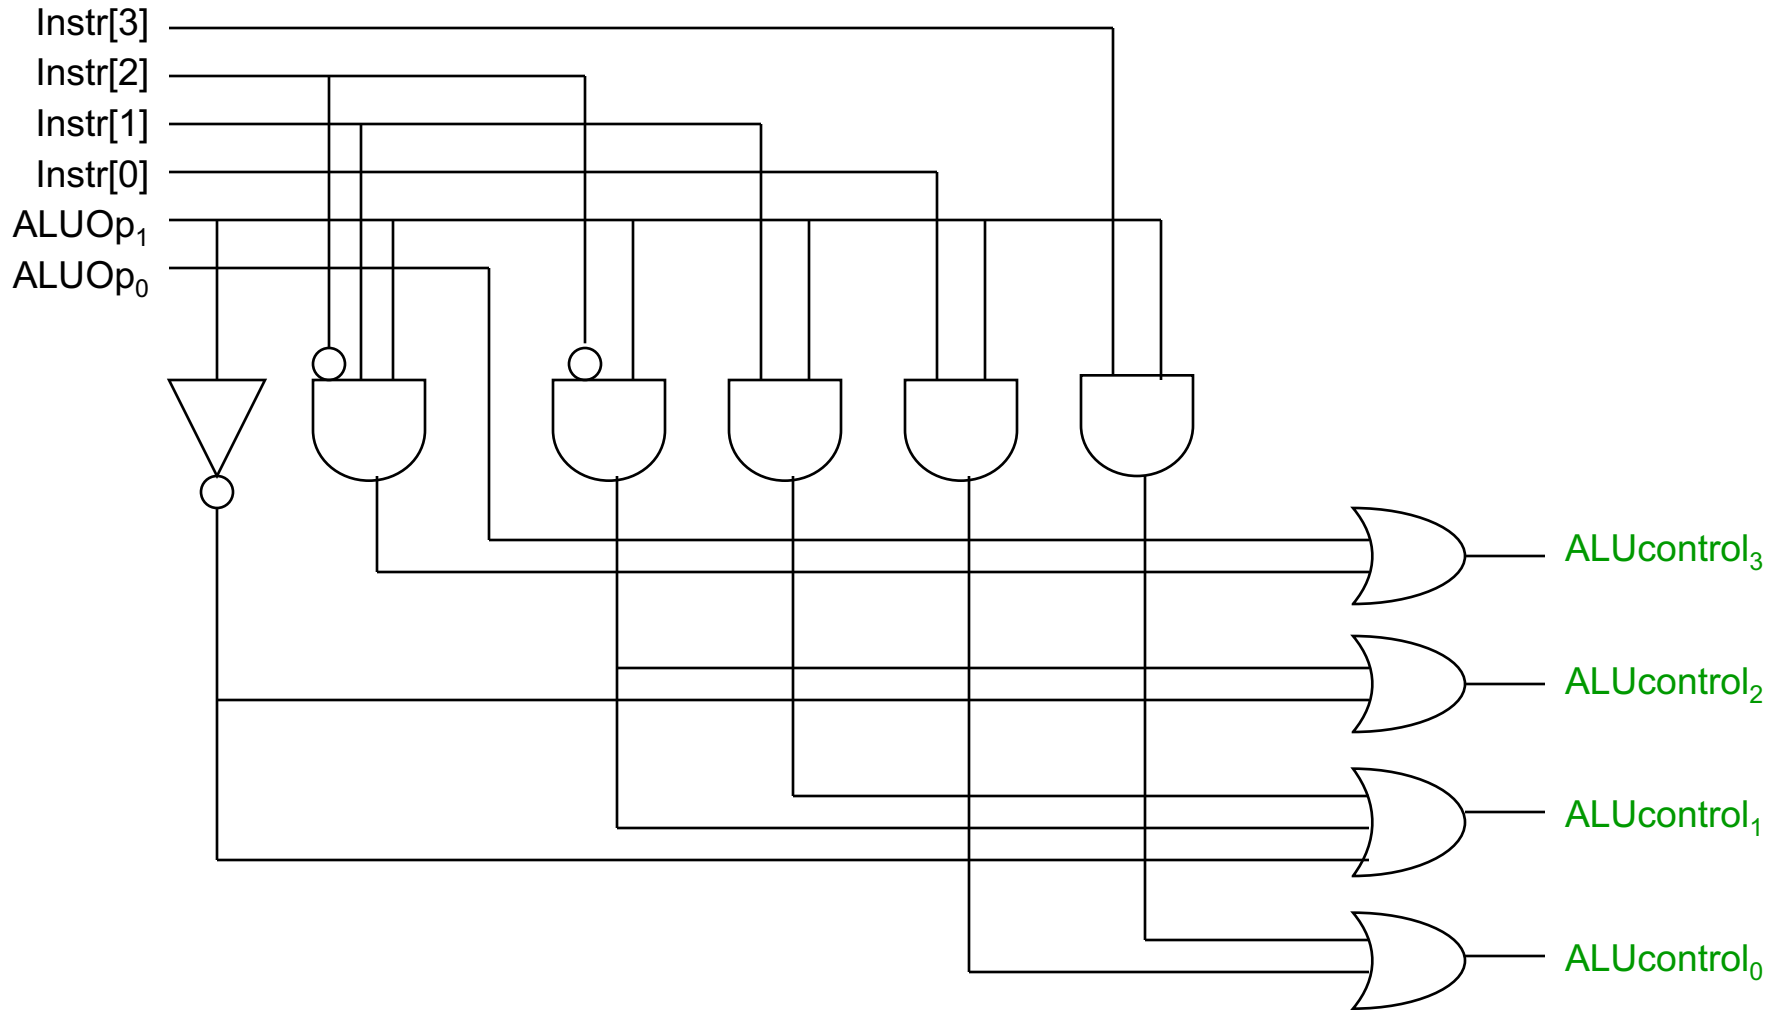 Instr[3]
Instr[2]
Instr[1]
Instr[0]
ALUOp₁
ALUOp₀
ALUcontrol₃
ALUcontrol₂
ALUcontrol₁
ALUcontrol₀